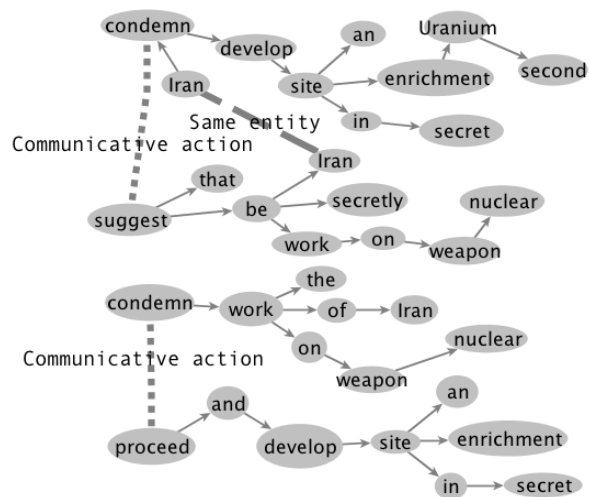 condemn
an
Uranium
develop
second
Iran
site
enrichment
Same entity
in
secret
Communicative action
Iran
that
suggest
be
secretly
nuclear
work
on
weapon
the
condemn
work
of
Iran
on
nuclear
Communicative action
weapon
and
an
proceed
develop
site
enrichment
in
secret